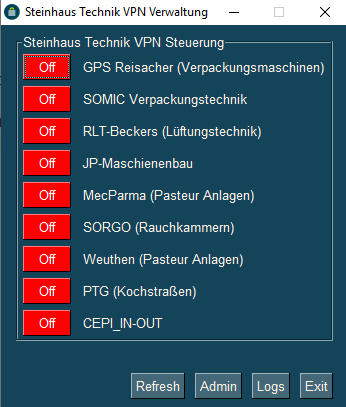 Steinhaus Technik VPN Verwaltung
Steinhaus Technik VPN Steuerung
Off GPS Reisacher (Verpackungsmaschinen)
Off SOMIC Verpackungstechnik
Off RLT-Beckers (Lüftungstechnik)
Off JP-Maschienenbau
Off MecParma (Pasteur Anlagen)
Off SORGO (Rauchkammern)
Off Weuthen (Pasteur Anlagen)
Off PTG (Kochstraßen)
Off CEPI_IN-OUT
Refresh Admin Logs Exit